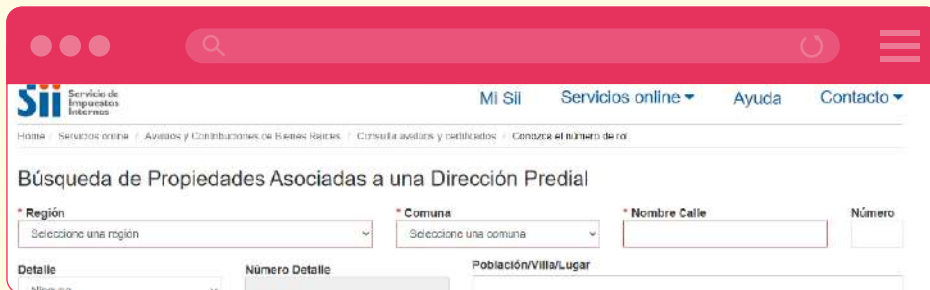 Sii Servicio de
Impuestos
Internos
Mi Sii Servicios online Ayuda Contacto
Home / Servicios online / Avalúos y Contribuciones de Bienes Raíces / Consulta avalúos y certificados / Conozca el número de rol
Búsqueda de Propiedades Asociadas a una Dirección Predial
* Región * Comuna * Nombre Calle Número
Seleccione una región Seleccione una comuna
Detalle Número Detalle Población/Villa/Lugar
Ninguno